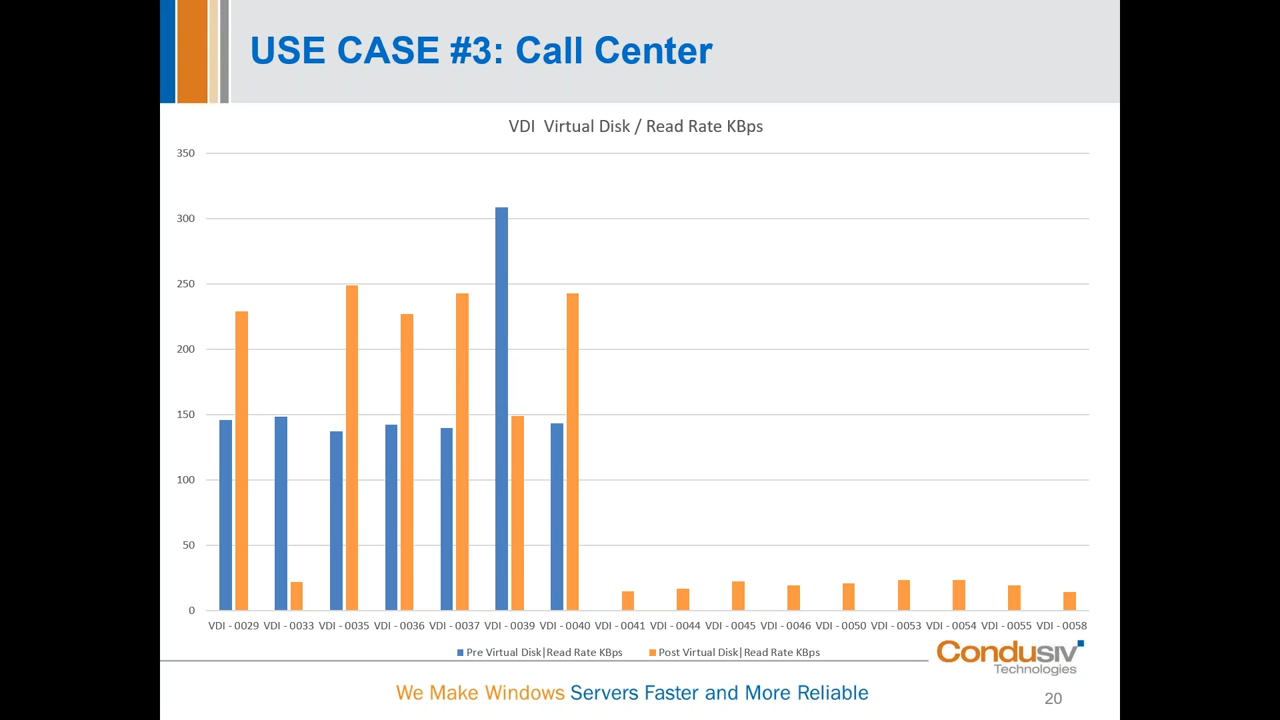 USE CASE #3: Call Center
VDI Virtual Disk / Read Rate KBps
350
300
250
200
150
100
50
0
VDI - 0029 VDI - 0033 VDI - 0035 VDI - 0036 VDI - 0037 VDI - 0039 VDI - 0040 VDI - 0041 VDI - 0044 VDI - 0045 VDI - 0046 VDI - 0050 VDI - 0053 VDI - 0054 VDI - 0055 VDI - 0058
Pre Virtual Disk|Read Rate KBps Post Virtual Disk|Read Rate KBps
Condusiv
Technologies
We Make Windows Servers Faster and More Reliable
20